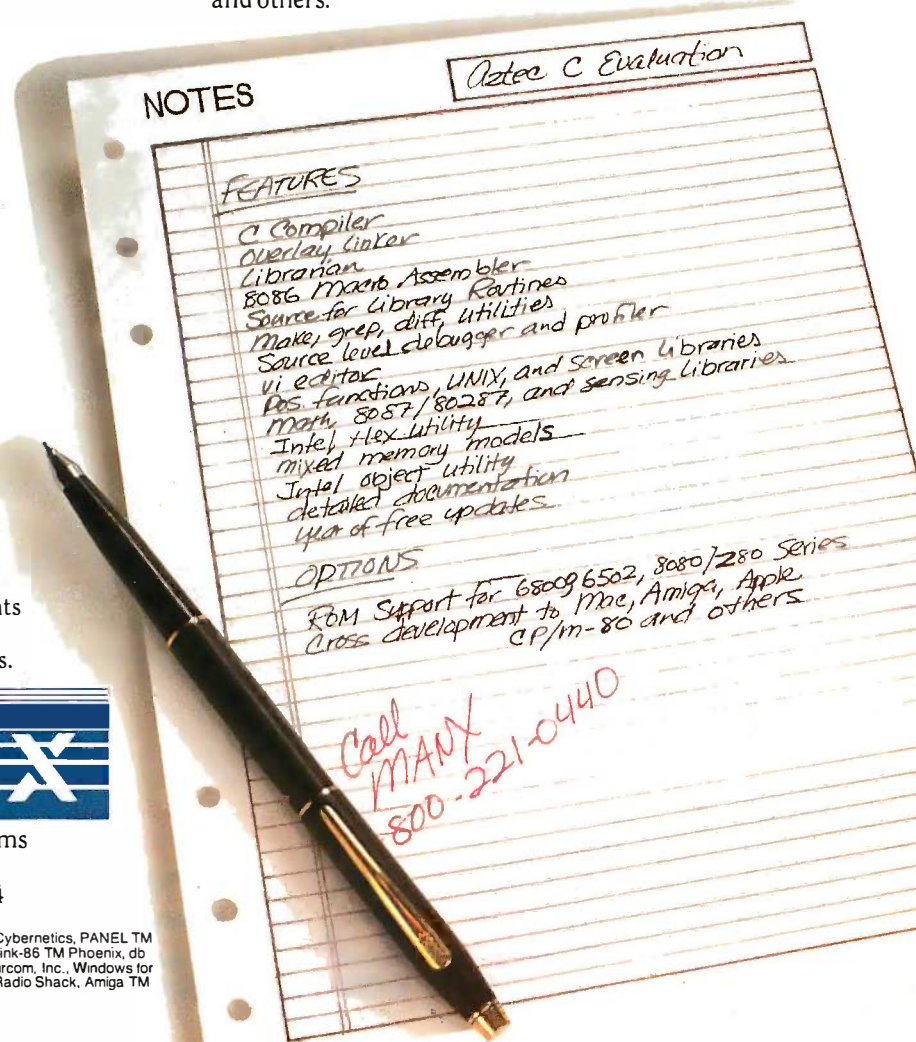 and others.
NOTES
Aztec C Evaluation
FEATURES
C Compiler
Overlay Linker
Librarian
8086 Macro Assembler
Source for Library Routines
Make, grep, diff, utilities
Source level debugger and profiler
vi editor
Dos. functions, UNIX, and screen libraries
math, 8087/80287, and sensing libraries
Intel Hex utility
mixed memory models
Intel object utility
detailed documentation
year of free updates
OPTIONS
ROM Support for 68009 6502, 8080/Z80 Series
Cross development to Mac, Amiga, Apple
CP/m-80 and others
Call
MANX
800-221-0440
s.
X
ms
4
Cybernetics, PANEL TM
ink-86 TM Phoenix, db
rcom, Inc., Windows for
Radio Shack, Amiga TM